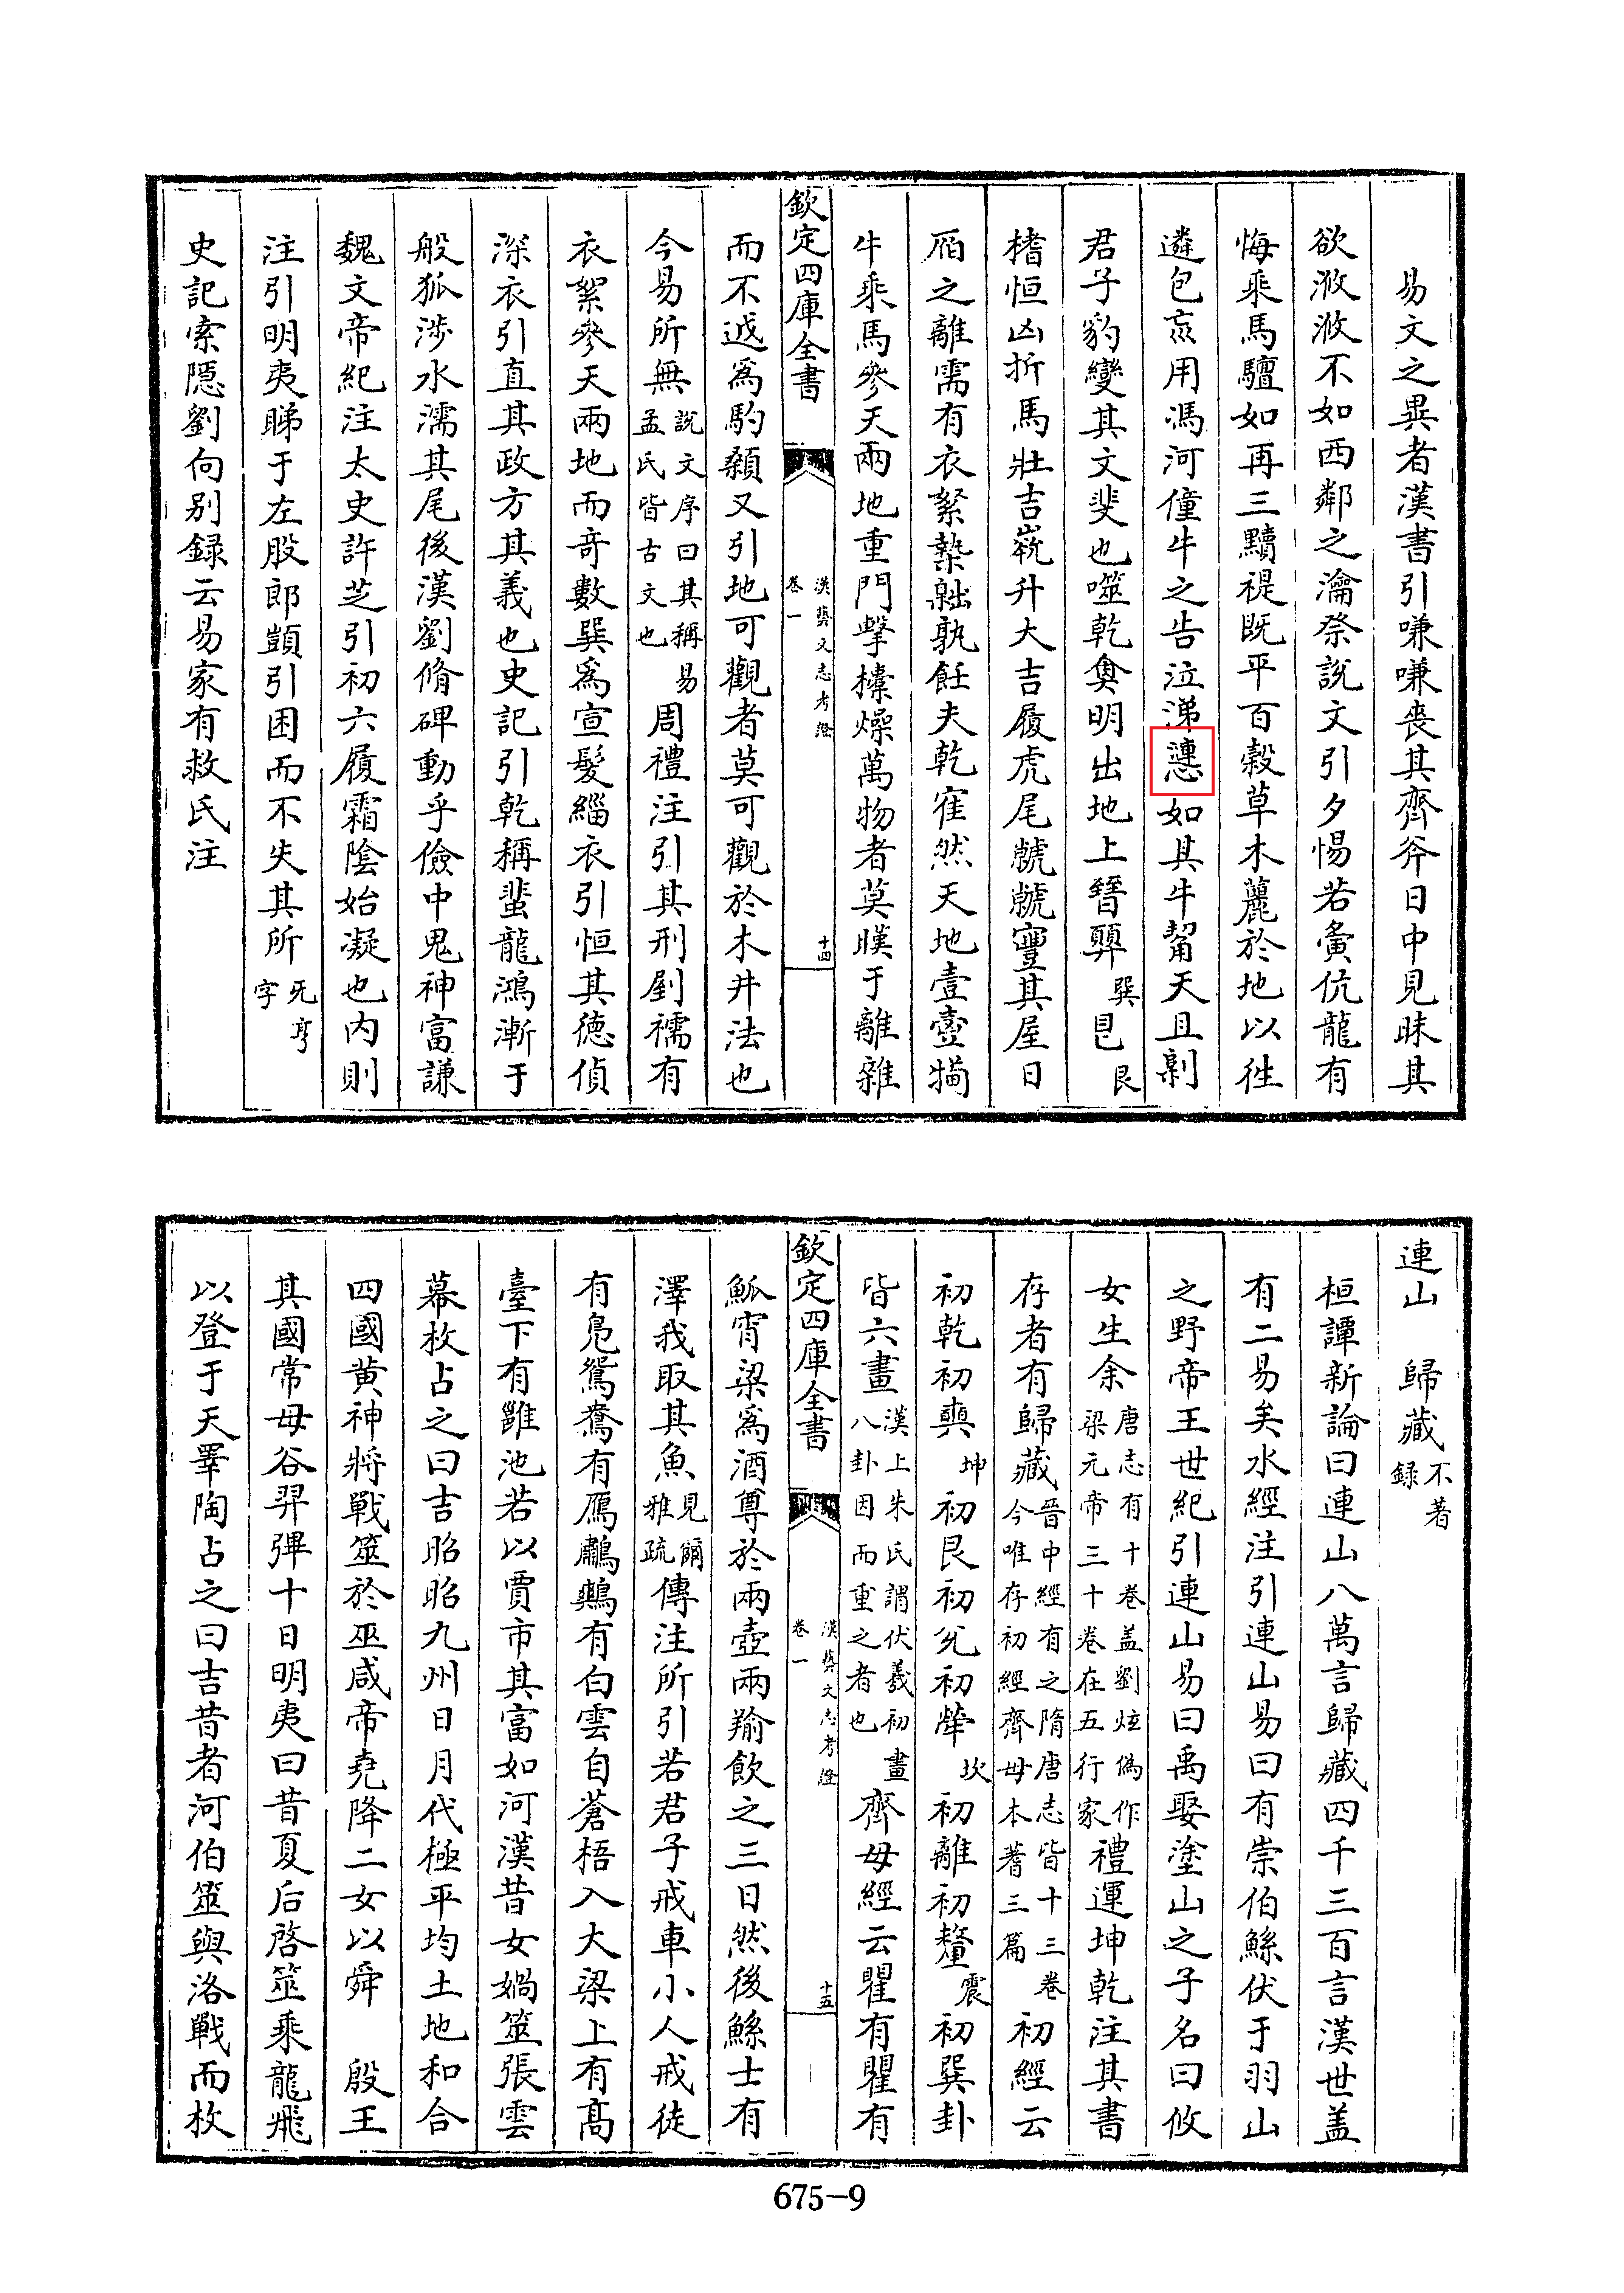 易文之異者漢書引嗛嗛喪其齊斧日中見昧其
欲浟浟不如西鄰之瀹祭說文引夕惕若夤伉龍有
悔乘馬驙如再三黷禔既平百穀草木麗於地以往
遴包巟用馮河僮牛之告泣涕㦁如其牛觢天且劓
君子豹變其文斐也噬乾䏑明出地上㬜顨巽㫐艮
榰恒凶抍馬壯吉𡴞升大吉履虎尾虩虩寷其屋日
𢈔之離需有衣絮槷䠳孰飪夫乾隺然天地壹壺犕
牛乘馬參天兩地重門擊㯿燥萬物者莫暵于離雜
欽定四庫全書
漢藝文志考證
卷一
十四
而不逑爲馰顙又引地可觀者莫可觀於木井法也
今易所無說文序曰其稱易孟氏皆古文也周禮注引其刑剭襦有
衣絮參天兩地而奇數巽爲宣髮緇衣引恒其德偵
深衣引直其政方其義也史記引乾稱蜚龍鴻漸于
般狐涉水濡其尾後漢劉脩碑動乎儉中鬼神富謙
魏文帝紀注太史許芝引初六履霜陰始凝也内則
注引明夷睇于左股郎顗引困而不失其所旡亨字
史記索隱劉向别録云易家有救氏注
連山　歸藏不著録
桓譚新論曰連山八萬言歸藏四千三百言漢世盖
有二易矣水經注引連山易曰有崇伯鯀伏于羽山
之野帝王世紀引連山易曰禹娶塗山之子名曰攸
女生余唐志有十卷盖劉炫僞作梁元帝三十卷在五行家禮運坤乾注其書
存者有歸藏晉中經有之隋唐志皆十三卷今唯存初經齊母本蓍三篇初經云
初乾初奭坤初艮初兊初犖坎初離初釐震初巽卦
皆六畫漢上朱氏謂伏羲初畫八卦因而重之者也齊母經云瞿有瞿有
欽定四庫全書
漢藝文志考證
卷一
十五
觚宵梁爲酒尊於兩壺兩羭飲之三日然後鯀士有
澤我取其魚見爾雅疏傳注所引若君子戒車小人戒徒
有鳧鴛鴦有鴈鷫鷞有白雲自蒼梧入大梁上有高
臺下有雝池若以賈市其富如河漢昔女媧筮張雲
幕枚占之曰吉昭昭九州日月代極平均土地和合
四國黄神將戰筮於巫咸帝堯降二女以舜　殷王
其國常母谷羿彃十日明夷曰昔夏后啓筮乘龍飛
以登于天睪陶占之曰吉昔者河伯筮與洛戰而枚
675-9